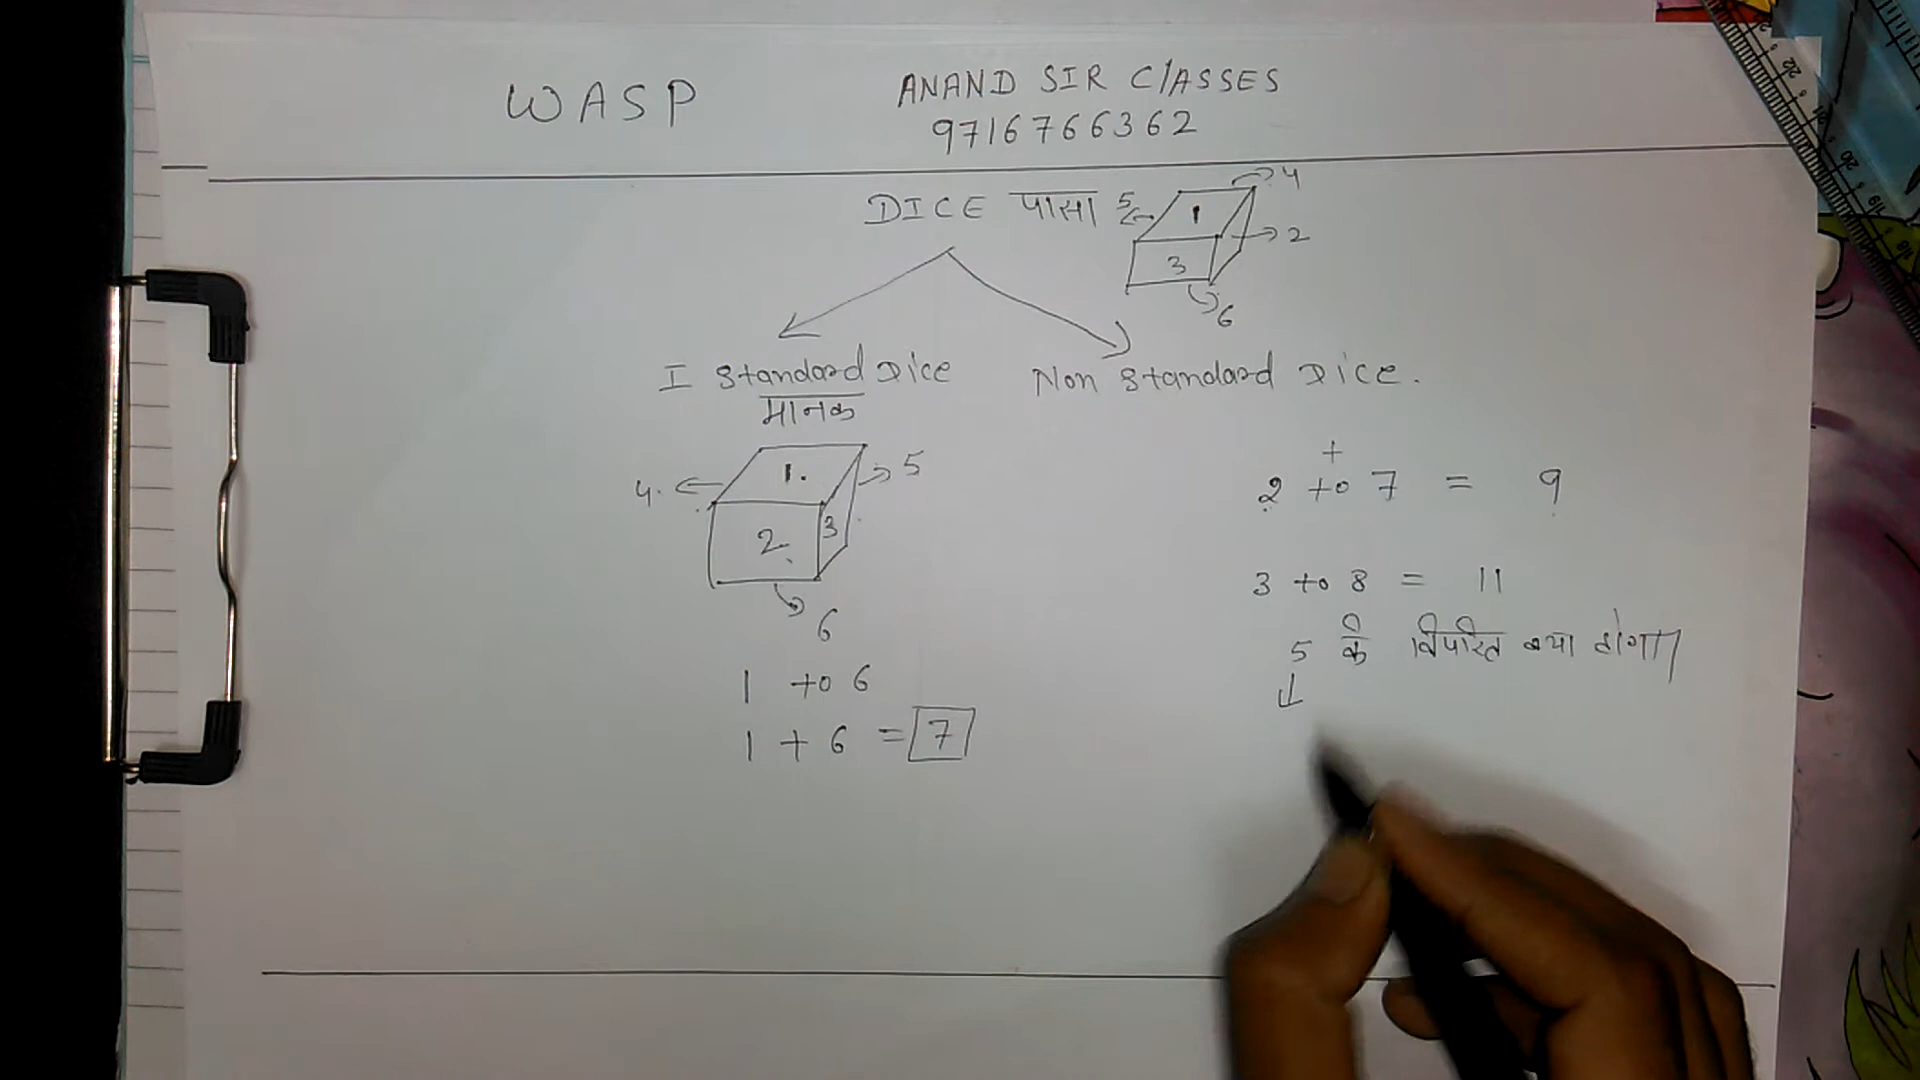 WASP
ANAND SIR ClASSES
9716766362
DICE पासा
5
1
4
2
3
6
I Standard Dice
मानक
Non Standard Dice.
4.
1.
5
2
3
6
1 to 6
1 + 6 = 7
+
2 to 7 = 9
3 to 8 = 11
5 के विपरित क्या होगा